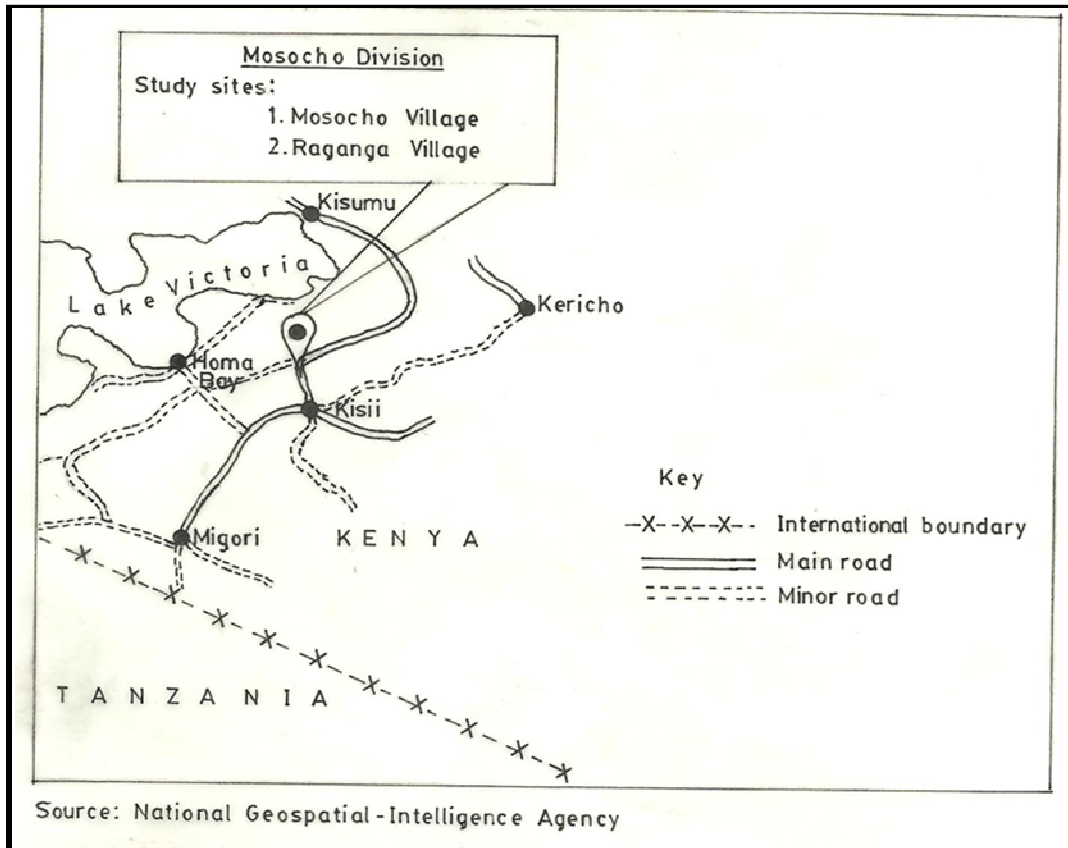 Mosocho Division
Study sites:
1. Mosocho Village
2. Raganga Village
Kisumu
Lake Victoria
Kericho
Homa
Bay
Kisii
Migori
KENYA
TANZANIA
Key
-X--X--X-- International boundary
Main road
Minor road
Source: National Geospatial-Intelligence Agency